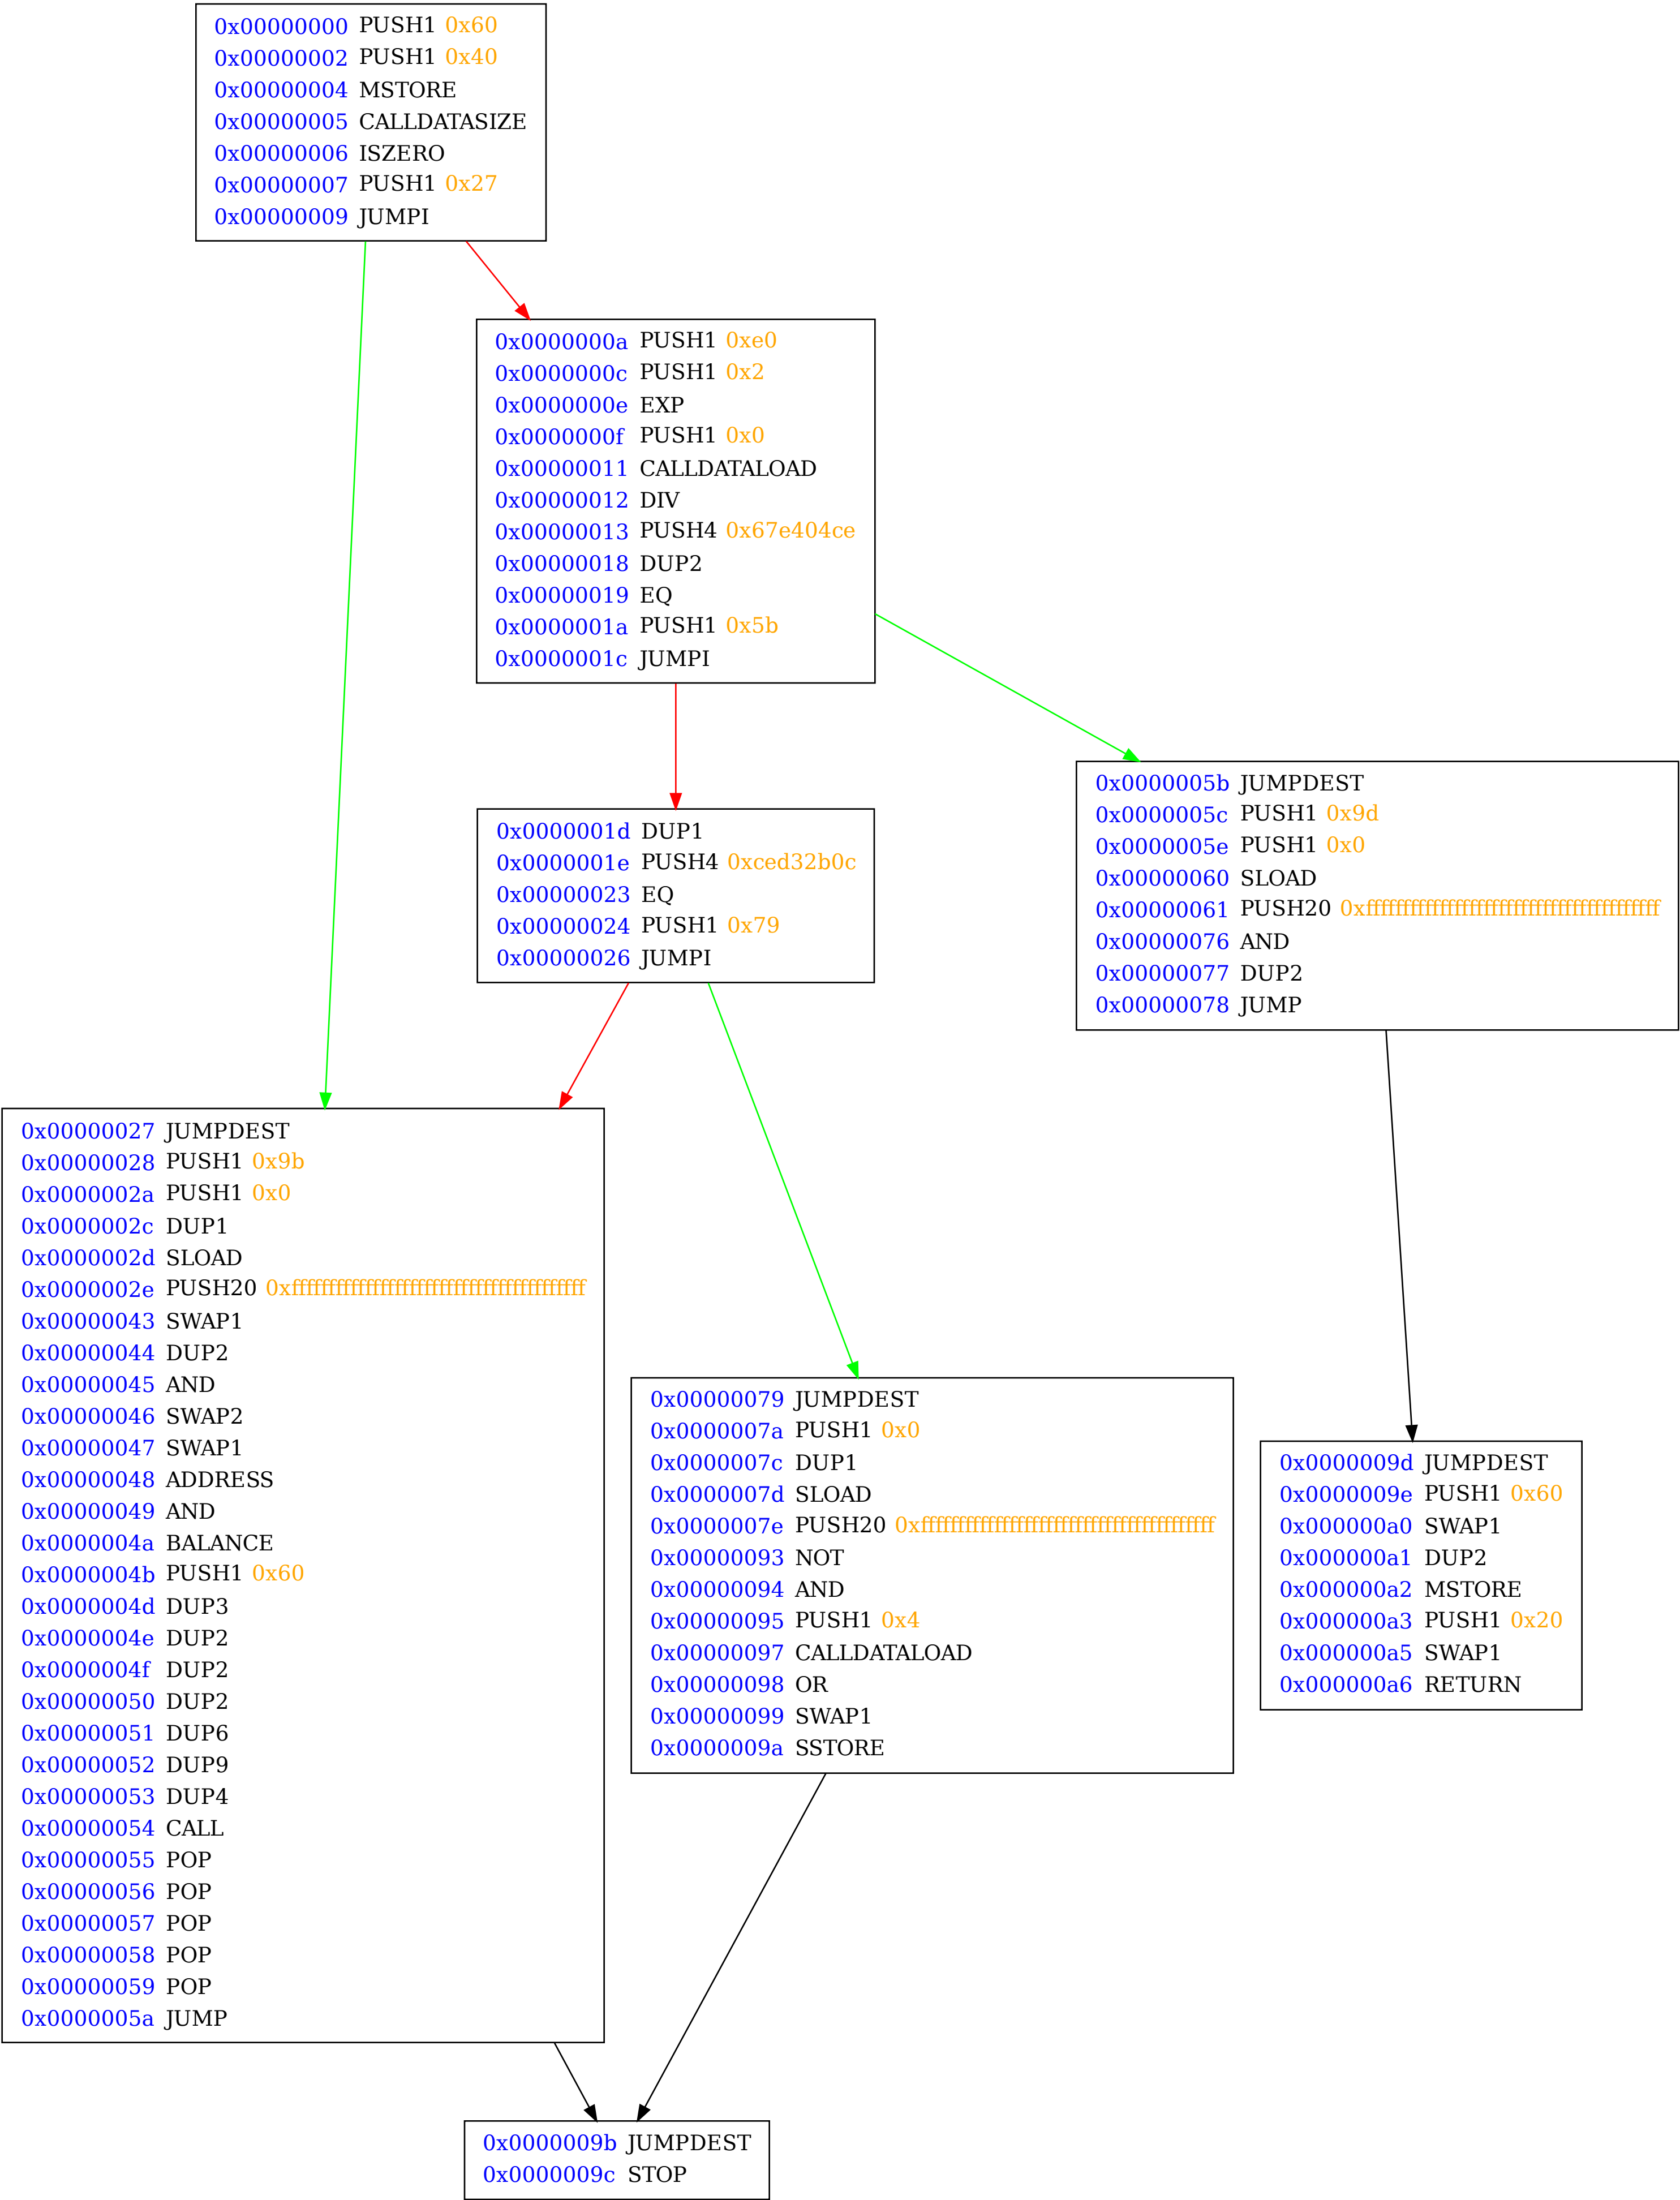 0x00000000 PUSH1 0x60
0x00000002 PUSH1 0x40
0x00000004 MSTORE
0x00000005 CALLDATASIZE
0x00000006 ISZERO
0x00000007 PUSH1 0x27
0x00000009 JUMPI
0x0000000a PUSH1 0xe0
0x0000000c PUSH1 0x2
0x0000000e EXP
0x0000000f PUSH1 0x0
0x00000011 CALLDATALOAD
0x00000012 DIV
0x00000013 PUSH4 0x67e404ce
0x00000018 DUP2
0x00000019 EQ
0x0000001a PUSH1 0x5b
0x0000001c JUMPI
0x0000001d DUP1
0x0000001e PUSH4 0xced32b0c
0x00000023 EQ
0x00000024 PUSH1 0x79
0x00000026 JUMPI
0x0000005b JUMPDEST
0x0000005c PUSH1 0x9d
0x0000005e PUSH1 0x0
0x00000060 SLOAD
0x00000061 PUSH20 0xffffffffffffffffffffffffffffffffffffffff
0x00000076 AND
0x00000077 DUP2
0x00000078 JUMP
0x00000027 JUMPDEST
0x00000028 PUSH1 0x9b
0x0000002a PUSH1 0x0
0x0000002c DUP1
0x0000002d SLOAD
0x0000002e PUSH20 0xffffffffffffffffffffffffffffffffffffffff
0x00000043 SWAP1
0x00000044 DUP2
0x00000045 AND
0x00000046 SWAP2
0x00000047 SWAP1
0x00000048 ADDRESS
0x00000049 AND
0x0000004a BALANCE
0x0000004b PUSH1 0x60
0x0000004d DUP3
0x0000004e DUP2
0x0000004f DUP2
0x00000050 DUP2
0x00000051 DUP6
0x00000052 DUP9
0x00000053 DUP4
0x00000054 CALL
0x00000055 POP
0x00000056 POP
0x00000057 POP
0x00000058 POP
0x00000059 POP
0x0000005a JUMP
0x00000079 JUMPDEST
0x0000007a PUSH1 0x0
0x0000007c DUP1
0x0000007d SLOAD
0x0000007e PUSH20 0xffffffffffffffffffffffffffffffffffffffff
0x00000093 NOT
0x00000094 AND
0x00000095 PUSH1 0x4
0x00000097 CALLDATALOAD
0x00000098 OR
0x00000099 SWAP1
0x0000009a SSTORE
0x0000009d JUMPDEST
0x0000009e PUSH1 0x60
0x000000a0 SWAP1
0x000000a1 DUP2
0x000000a2 MSTORE
0x000000a3 PUSH1 0x20
0x000000a5 SWAP1
0x000000a6 RETURN
0x0000009b JUMPDEST
0x0000009c STOP